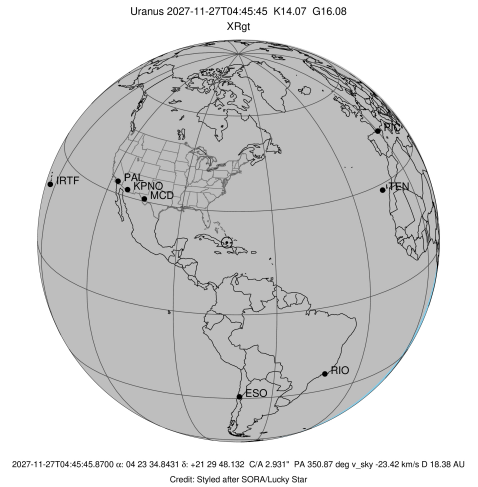 Uranus 2027-11-27T04:45:45 K14.07 G16.08
XRgt
PIC
IRTF
PAL
KPNO
MCD
TEN
RIO
ESO
2027-11-27T04:45:45.8700 α: 04 23 34.8431 δ: +21 29 48.132 C/A 2.931" PA 350.87 deg v_sky -23.42 km/s D 18.38 AU
Credit: Styled after SORA/Lucky Star